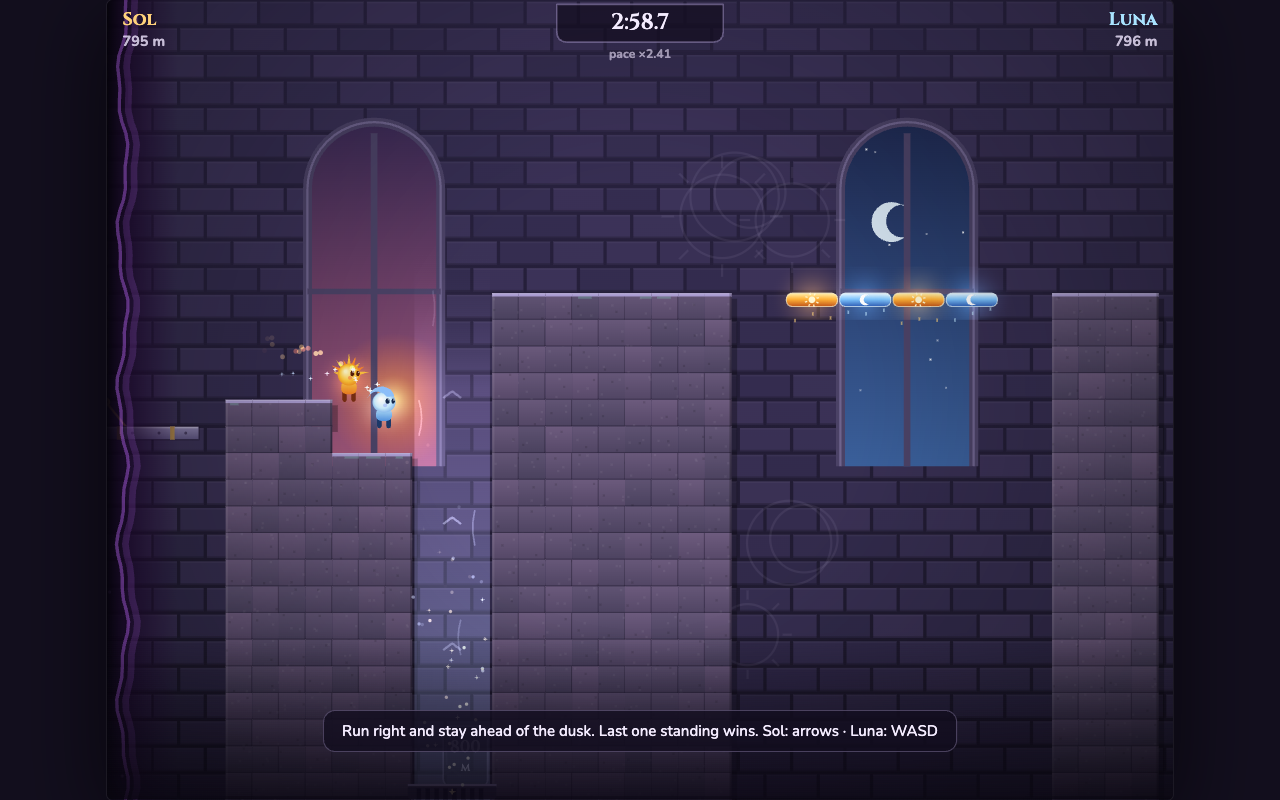 SOL
795 m
2:58.7
pace ×2.41
LUNA
796 m
Run right and stay ahead of the dusk. Last one standing wins. Sol: arrows · Luna: WASD
M